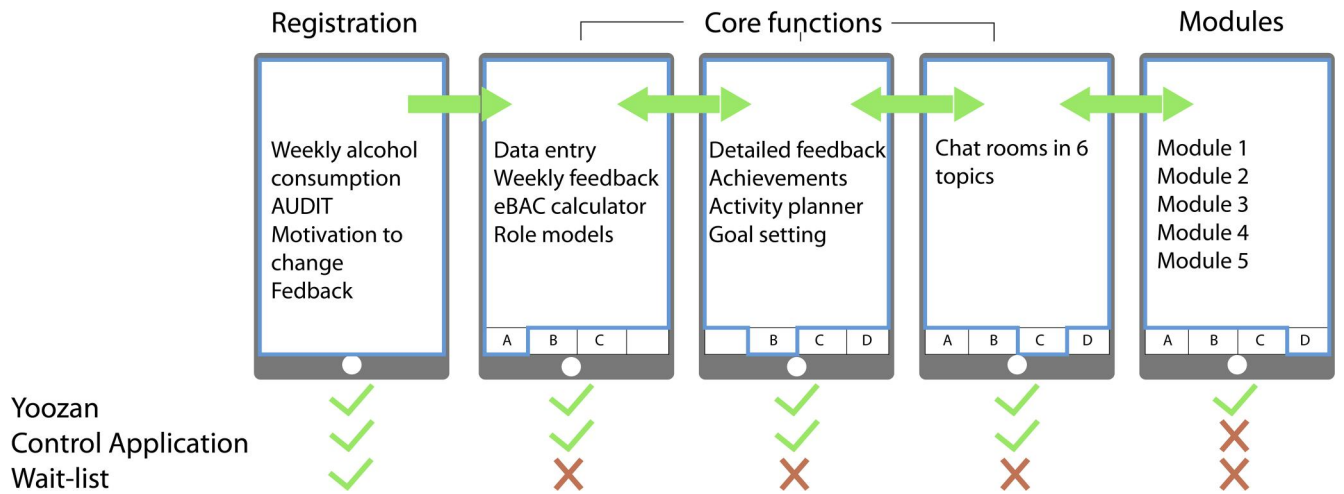 Registration
Core functions
Modules
Weekly alcohol
consumption
AUDIT
Motivation to
change
Fedback
Data entry
Weekly feedback
eBAC calculator
Role models
A B C
Detailed feedback
Achievements
Activity planner
Goal setting
B C D
Chat rooms in 6
topics
A B C D
Module 1
Module 2
Module 3
Module 4
Module 5
A B C D
Yoozan
Control Application
Wait-list